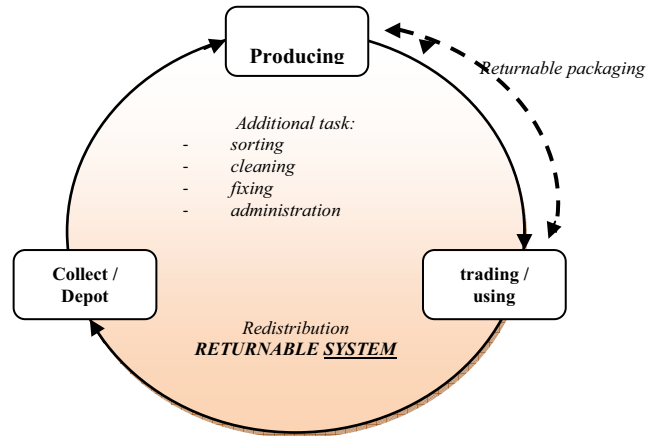 Producing
Returnable packaging
Additional task:
- sorting
- cleaning
- fixing
- administration
Collect /
Depot
trading /
using
Redistribution
RETURNABLE SYSTEM